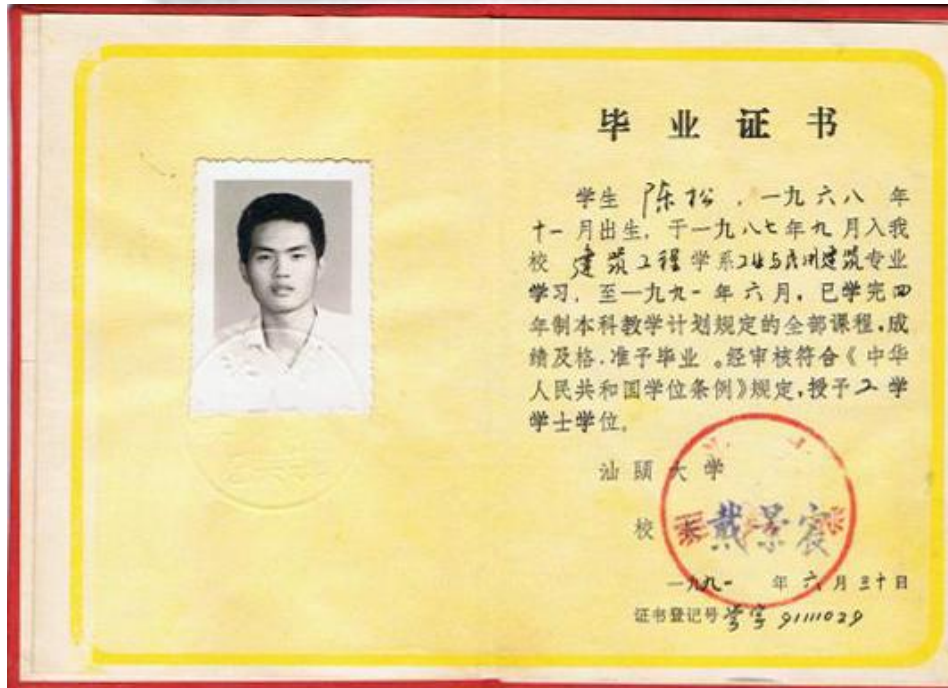 毕业证书
学生 陈松 ，一九六八 年
十一月出生，于一九八七年九月入我
校 建筑工程 学系工业与民用建筑专业
学习，至一九九一年六月，已学完四
年制本科教学计划规定的全部课程，成
绩及格，准予毕业。经审核符合《中华
人民共和国学位条例》规定，授予工学
学士学位。
汕頭大学
校 戴景宸
一九九一 年六月三十日
证书登记号 学字 9111029